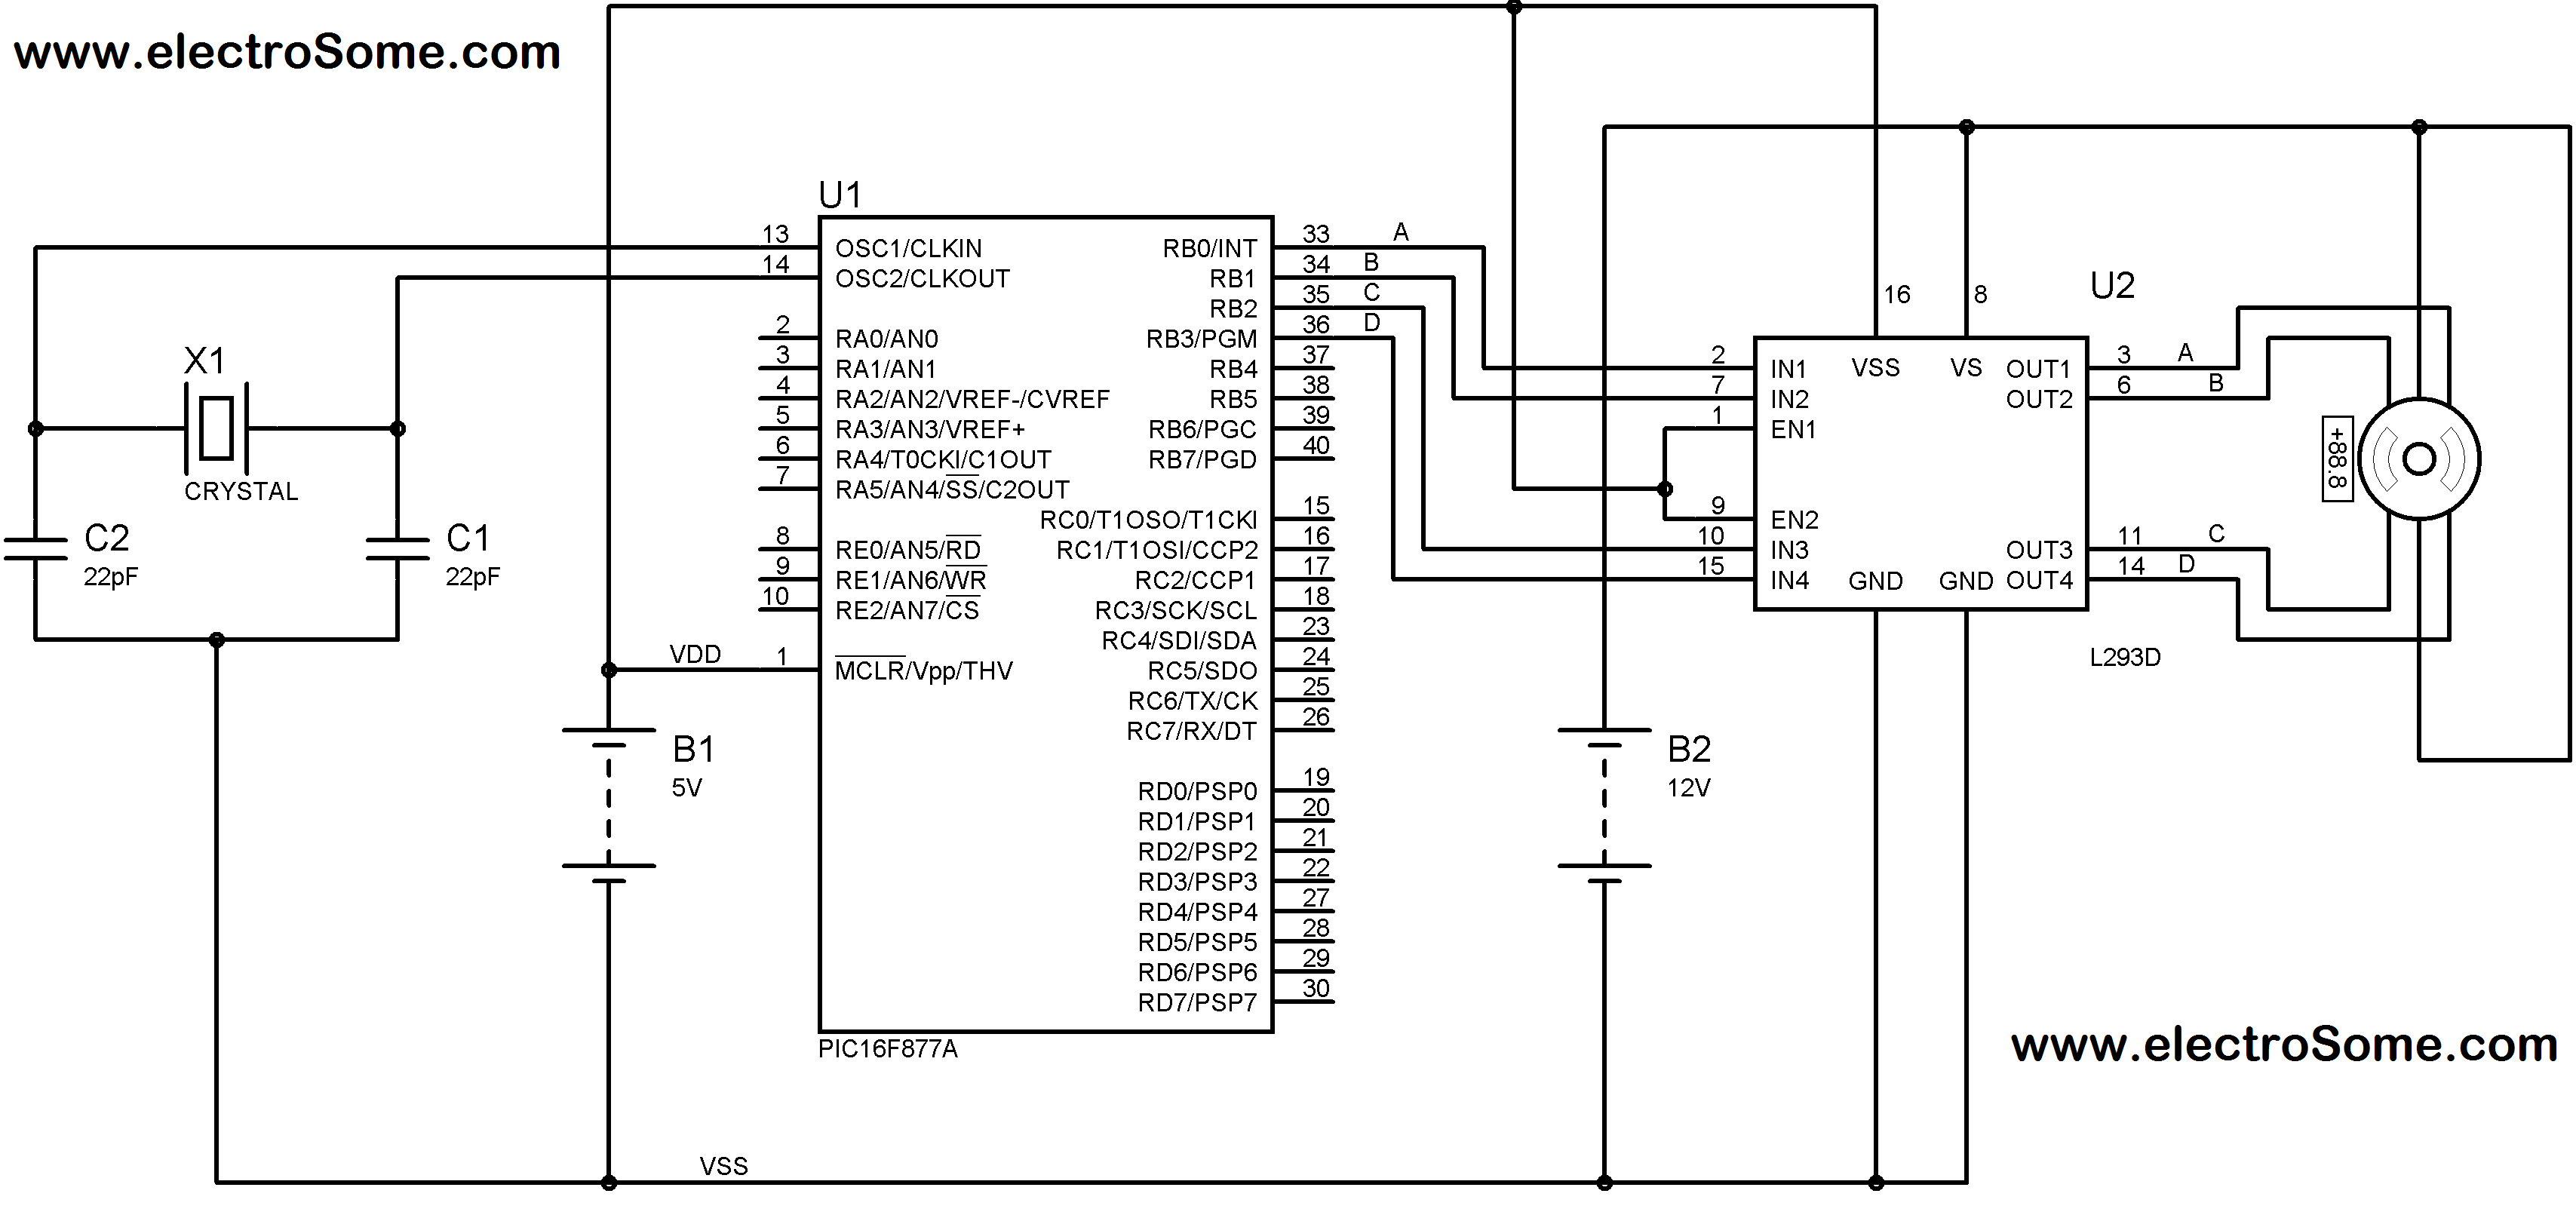 www.electroSome.com
U1
13
OSC1/CLKIN
14
OSC2/CLKOUT
2
RA0/AN0
3
RA1/AN1
4
RA2/AN2/VREF-/CVREF
5
RA3/AN3/VREF+
6
RA4/T0CKI/C1OUT
7
RA5/AN4/SS/C2OUT
8
RE0/AN5/RD
9
RE1/AN6/WR
10
RE2/AN7/CS
VDD
1
MCLR/Vpp/THV
RB0/INT
33
A
RB1
34
B
RB2
35
C
RB3/PGM
36
D
RB4
37
RB5
38
RB6/PGC
39
RB7/PGD
40
RC0/T1OSO/T1CKI
15
RC1/T1OSI/CCP2
16
RC2/CCP1
17
RC3/SCK/SCL
18
RC4/SDI/SDA
23
RC5/SDO
24
RC6/TX/CK
25
RC7/RX/DT
26
RD0/PSP0
19
RD1/PSP1
20
RD2/PSP2
21
RD3/PSP3
22
RD4/PSP4
27
RD5/PSP5
28
RD6/PSP6
29
RD7/PSP7
30
PIC16F877A
X1
CRYSTAL
C2
22pF
C1
22pF
B1
5V
VSS
B2
12V
U2
16
8
VSS
VS
2
IN1
7
IN2
1
EN1
9
EN2
10
IN3
15
IN4
GND
GND
OUT1
3
A
OUT2
6
B
OUT3
11
C
OUT4
14
D
L293D
+88.8
www.electroSome.com